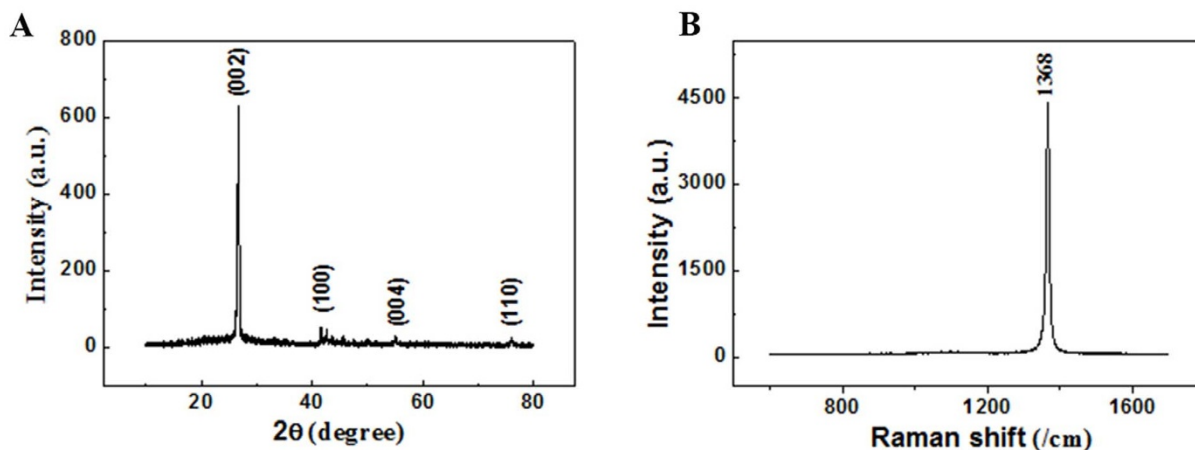 A
800
600
400
200
0
Intensity (a.u.)
(002)
(100)
(004)
(110)
20 40 60 80
2θ (degree)
B
4500
3000
1500
0
Intensity (a.u.)
1368
800 1200 1600
Raman shift (/cm)